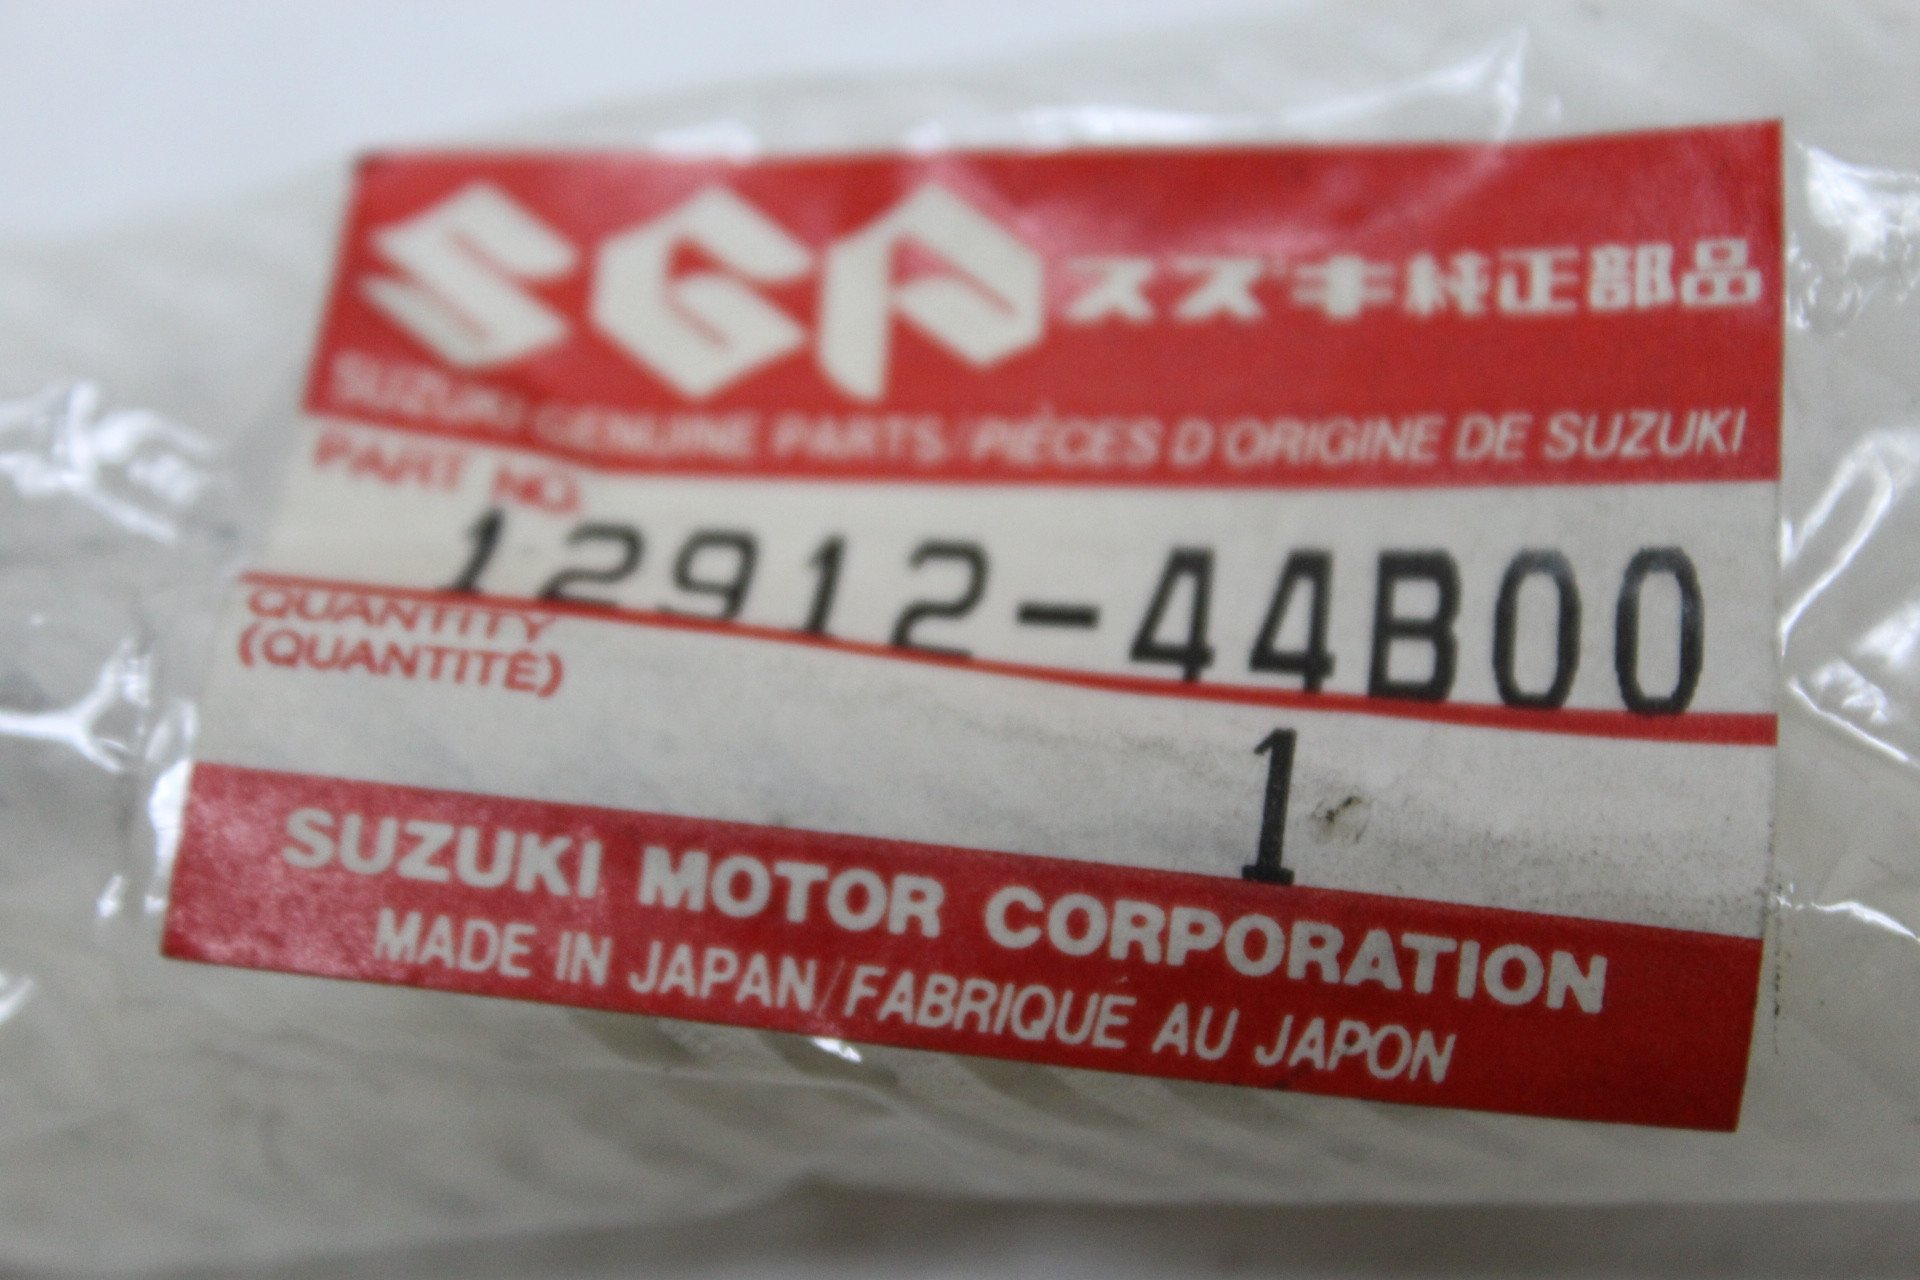 SGP スズキ純正部品
SUZUKI GENUINE PARTS/PIÈCES D'ORIGINE DE SUZUKI
PART NO.
12912-44B00
QUANTITY
(QUANTITÉ)
1
SUZUKI MOTOR CORPORATION
MADE IN JAPAN/FABRIQUÉ AU JAPON